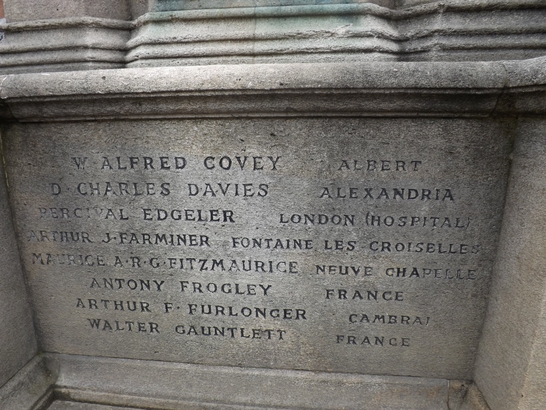 W ALFRED COVEY ALBERT
D· CHARLES DAVIES ALEXANDRIA
PERCIVAL EDGELER LONDON (HOSPITAL)
ARTHUR J·FARMINER FONTAINE LES CROISELLES
MAURICE A·R·G·FITZMAURICE NEUVE CHAPELLE
ANTONY FROGLEY FRANCE
ARTHUR F·FURLONGER CAMBRAI
WALTER GAUNTLETT FRANCE